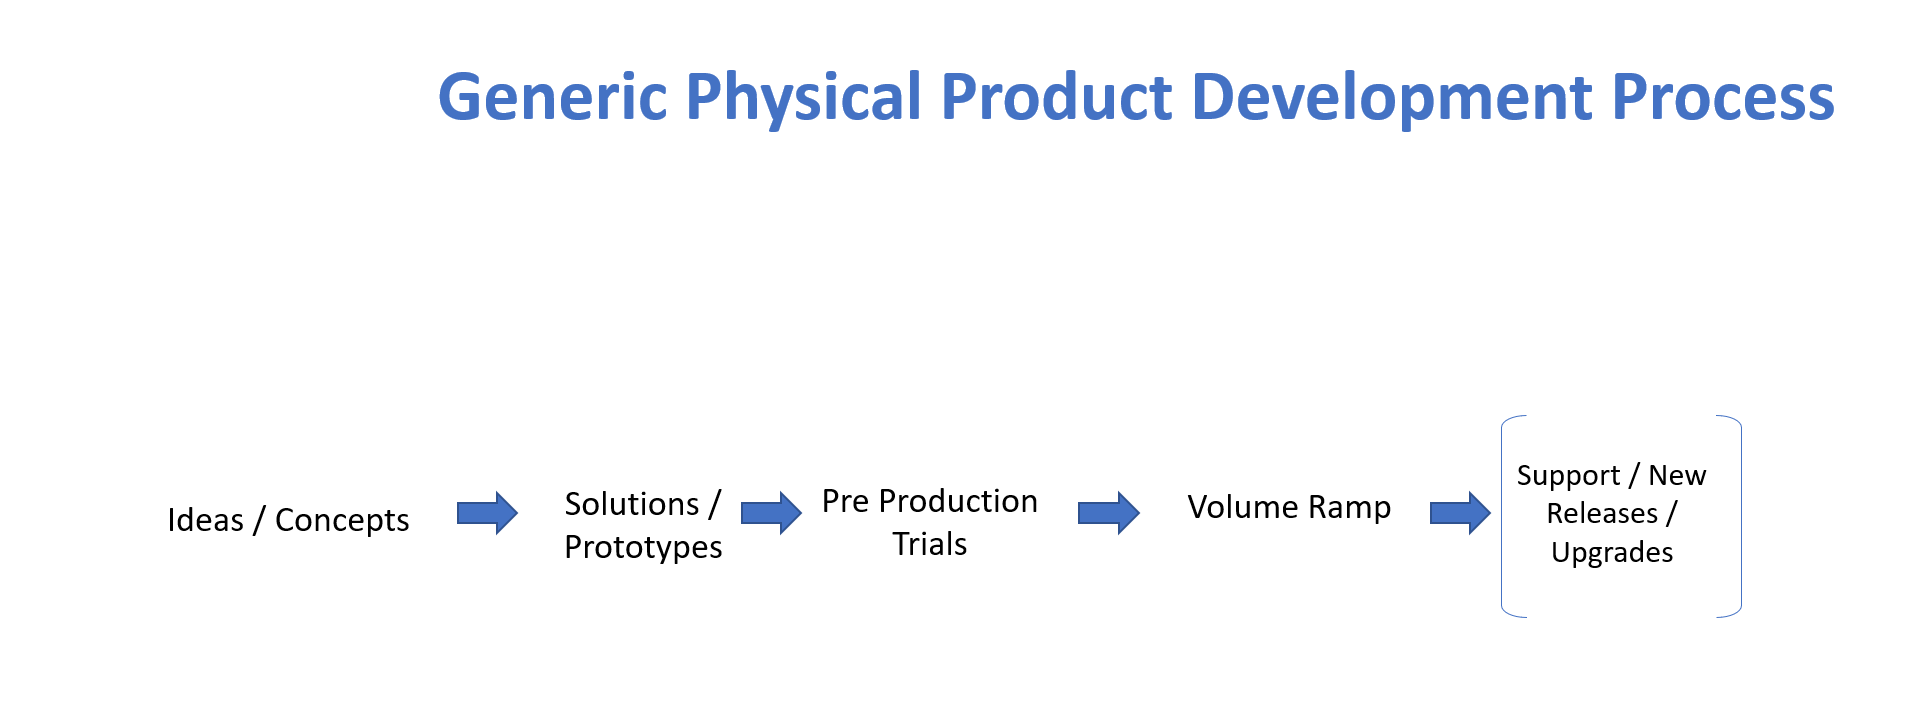 Generic Physical Product Development Process
Ideas / Concepts
Solutions /
Prototypes
Pre Production
Trials
Volume Ramp
Support / New
Releases /
Upgrades